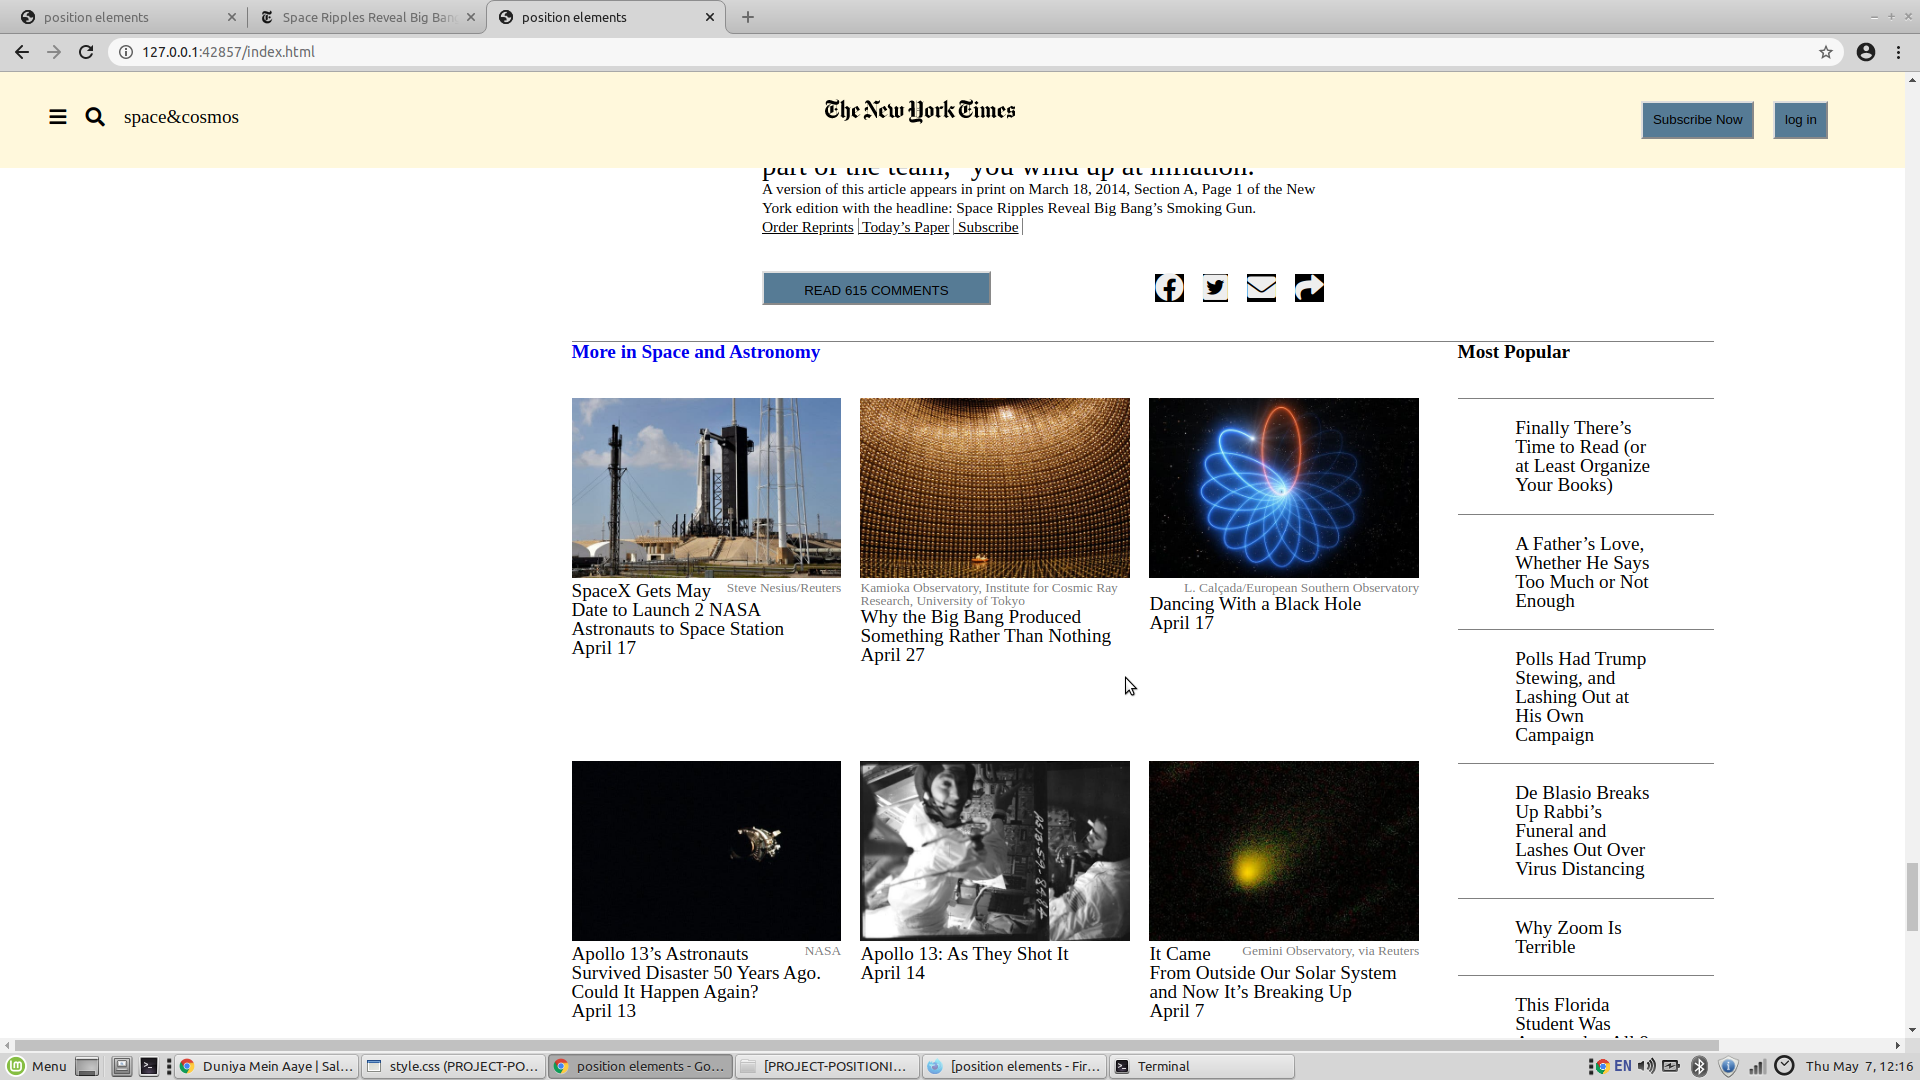 position elements
Space Ripples Reveal Big Bang
position elements
127.0.0.1:42857/index.html
space&cosmos
The New York Times
Subscribe Now
log in
part of the team, "you wind up at inflation."
A version of this article appears in print on March 18, 2014, Section A, Page 1 of the New
York edition with the headline: Space Ripples Reveal Big Bang’s Smoking Gun.
Order Reprints | Today’s Paper | Subscribe |
READ 615 COMMENTS
More in Space and Astronomy
Steve Nesius/Reuters
SpaceX Gets May
Date to Launch 2 NASA
Astronauts to Space Station
April 17
Kamioka Observatory, Institute for Cosmic Ray
Research, University of Tokyo
Why the Big Bang Produced
Something Rather Than Nothing
April 27
L. Calçada/European Southern Observatory
Dancing With a Black Hole
April 17
NASA
Apollo 13’s Astronauts
Survived Disaster 50 Years Ago.
Could It Happen Again?
April 13
AS13-59-8484
Apollo 13: As They Shot It
April 14
Gemini Observatory, via Reuters
It Came
From Outside Our Solar System
and Now It’s Breaking Up
April 7
Most Popular
Finally There’s
Time to Read (or
at Least Organize
Your Books)
A Father’s Love,
Whether He Says
Too Much or Not
Enough
Polls Had Trump
Stewing, and
Lashing Out at
His Own
Campaign
De Blasio Breaks
Up Rabbi’s
Funeral and
Lashes Out Over
Virus Distancing
Why Zoom Is
Terrible
This Florida
Student Was
Menu
Duniya Mein Aaye | Sal...
style.css (PROJECT-PO...
position elements - Go...
[PROJECT-POSITIONI...
[position elements - Fir...
Terminal
EN
Thu May 7, 12:16